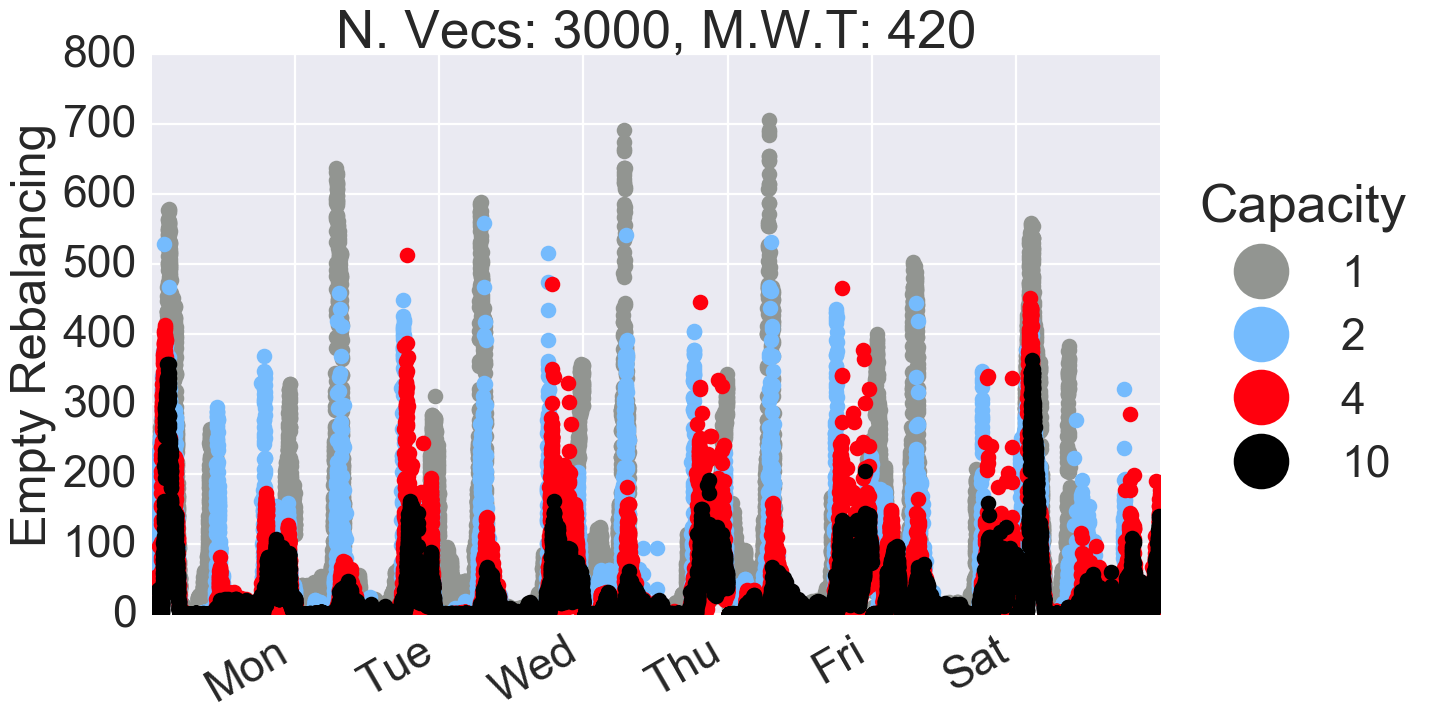 N. Vecs: 3000, M.W.T: 420
800
700
600
500
400
300
200
100
0
Empty Rebalancing
Mon
Tue
Wed
Thu
Fri
Sat
Capacity
1
2
4
10